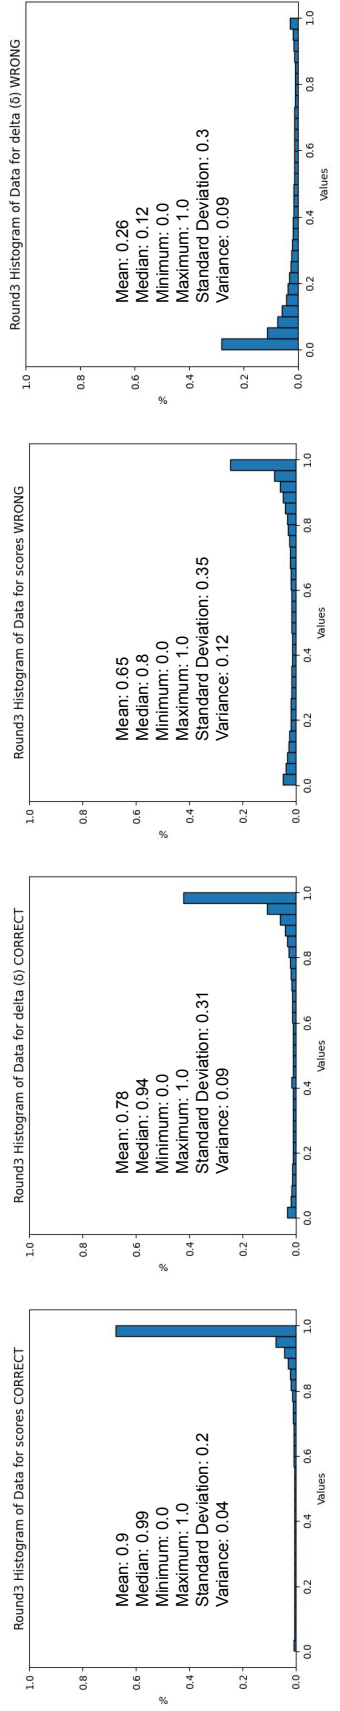 Round3 Histogram of Data for scores CORRECT
1.0
0.8
0.6
0.4
0.2
0.0
%
Mean: 0.9
Median: 0.99
Minimum: 0.0
Maximum: 1.0
Standard Deviation: 0.2
Variance: 0.04
0.0 0.2 0.4 0.6 0.8 1.0
Values
Round3 Histogram of Data for delta (δ) CORRECT
1.0
0.8
0.6
0.4
0.2
0.0
%
Mean: 0.78
Median: 0.94
Minimum: 0.0
Maximum: 1.0
Standard Deviation: 0.31
Variance: 0.09
0.0 0.2 0.4 0.6 0.8 1.0
Values
Round3 Histogram of Data for scores WRONG
1.0
0.8
0.6
0.4
0.2
0.0
%
Mean: 0.65
Median: 0.8
Minimum: 0.0
Maximum: 1.0
Standard Deviation: 0.35
Variance: 0.12
0.0 0.2 0.4 0.6 0.8 1.0
Values
Round3 Histogram of Data for delta (δ) WRONG
1.0
0.8
0.6
0.4
0.2
0.0
%
Mean: 0.26
Median: 0.12
Minimum: 0.0
Maximum: 1.0
Standard Deviation: 0.3
Variance: 0.09
0.0 0.2 0.4 0.6 0.8 1.0
Values